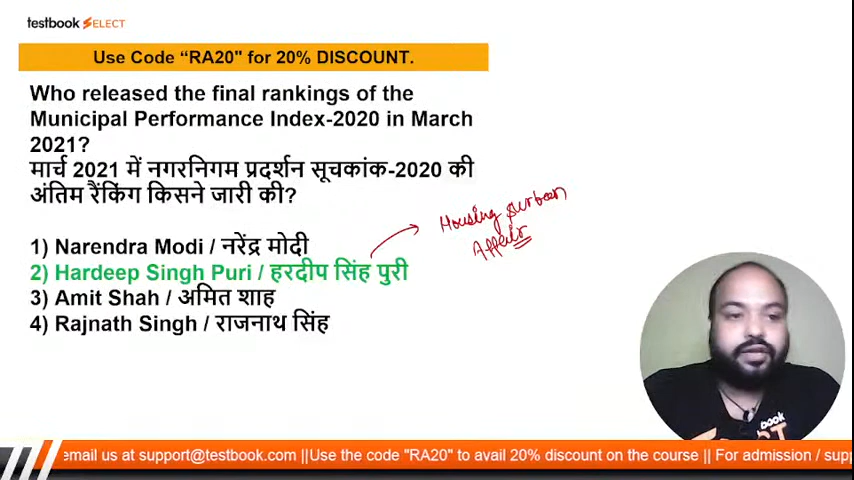 testbook SELECT
Use Code “RA20" for 20% DISCOUNT.
Who released the final rankings of the
Municipal Performance Index-2020 in March
2021?
मार्च 2021 में नगरनिगम प्रदर्शन सूचकांक-2020 की
अंतिम रैंकिंग किसने जारी की?
1) Narendra Modi / नरेंद्र मोदी
2) Hardeep Singh Puri / हरदीप सिंह पुरी
3) Amit Shah / अमित शाह
4) Rajnath Singh / राजनाथ सिंह
Housing
Affair
book
email us at support@testbook.com ||Use the code "RA20" to avail 20% discount on the course || For admission / supp